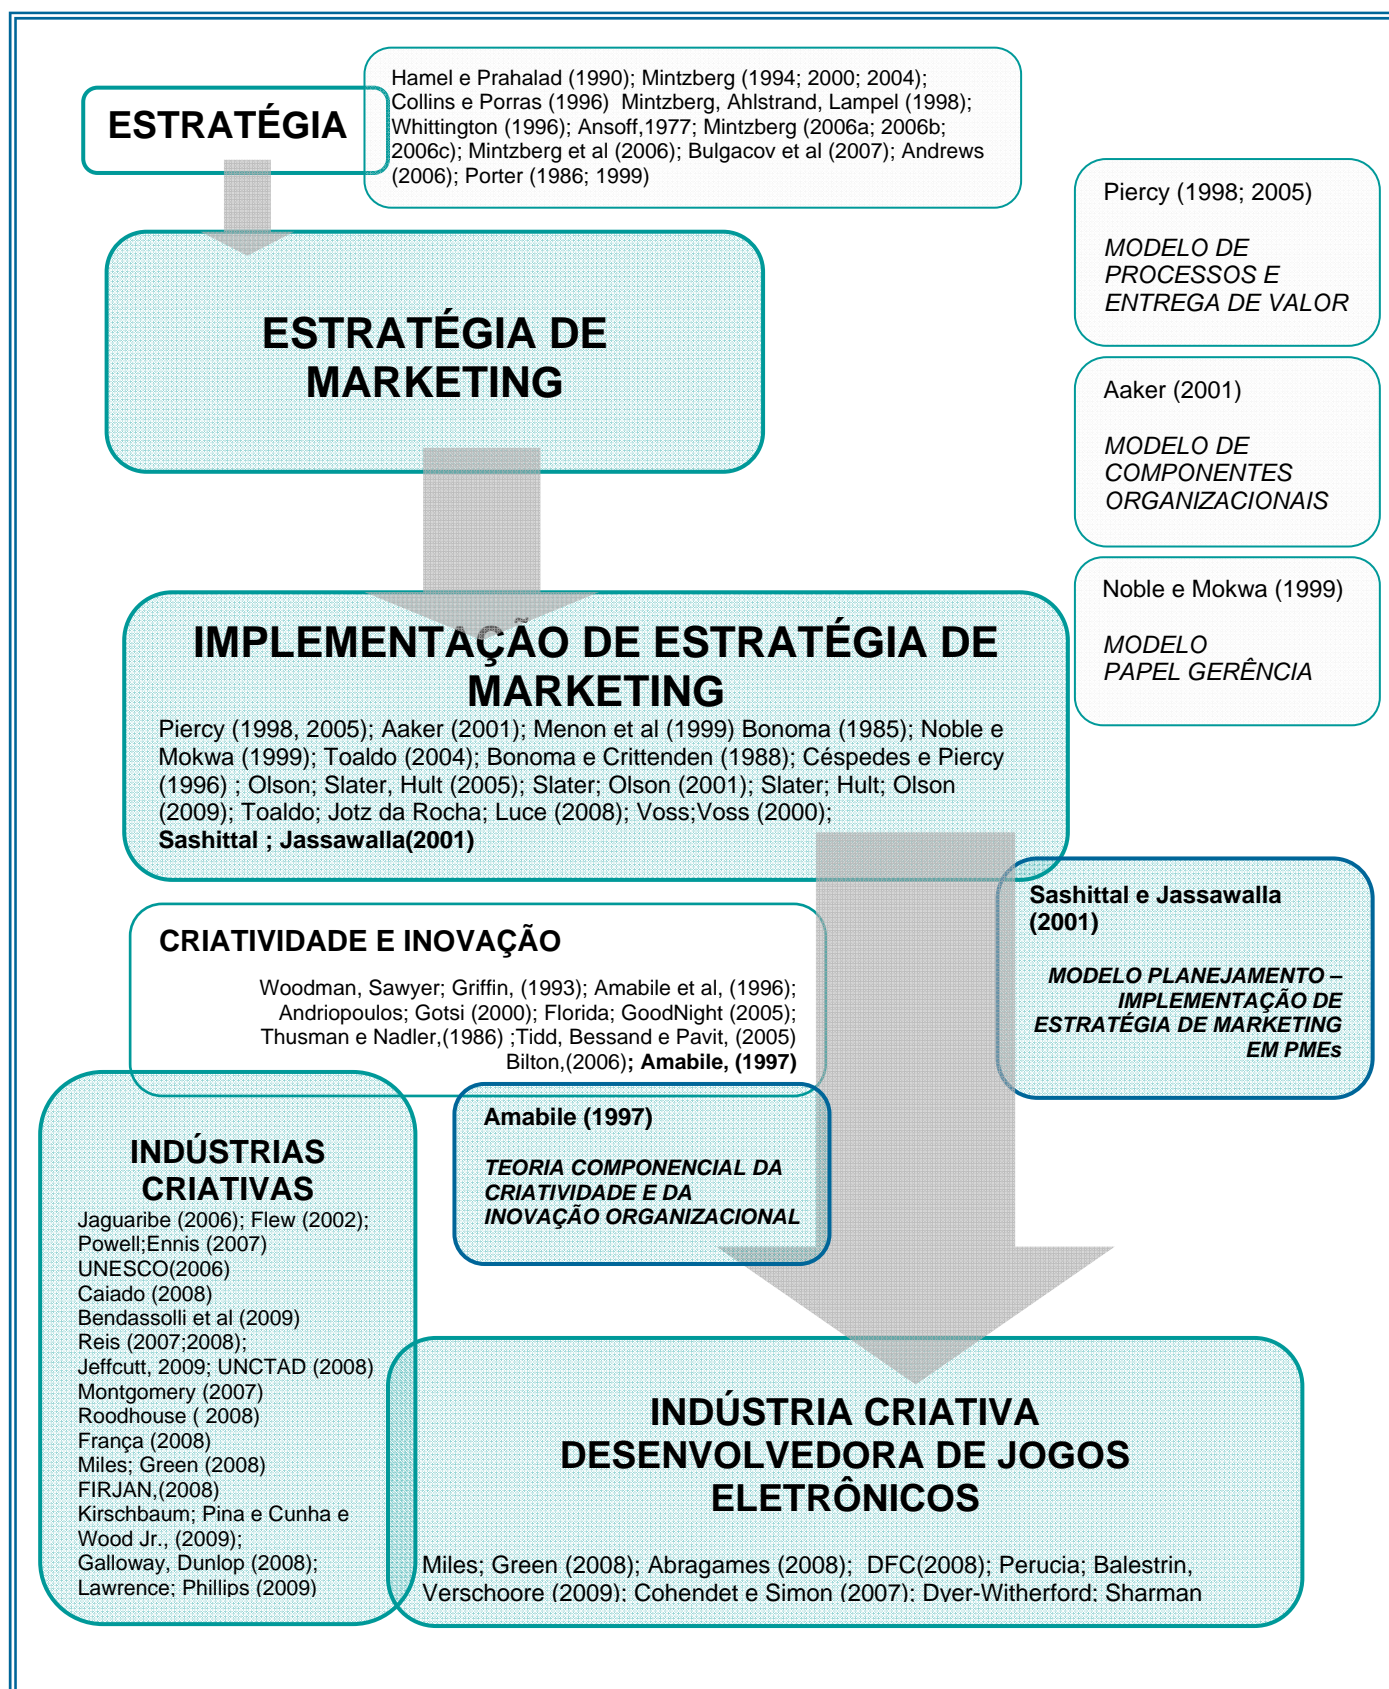 ESTRATÉGIA
Hamel e Prahalad (1990); Mintzberg (1994; 2000; 2004);
Collins e Porras (1996) Mintzberg, Ahlstrand, Lampel (1998);
Whittington (1996); Ansoff,1977; Mintzberg (2006a; 2006b;
2006c); Mintzberg et al (2006); Bulgacov et al (2007); Andrews
(2006); Porter (1986; 1999)
Piercy (1998; 2005)
MODELO DE
PROCESSOS E
ENTREGA DE VALOR
ESTRATÉGIA DE
MARKETING
Aaker (2001)
MODELO DE
COMPONENTES
ORGANIZACIONAIS
Noble e Mokwa (1999)
MODELO
PAPEL GERÊNCIA
IMPLEMENTAÇÃO DE ESTRATÉGIA DE
MARKETING
Piercy (1998, 2005); Aaker (2001); Menon et al (1999) Bonoma (1985); Noble e
Mokwa (1999); Toaldo (2004); Bonoma e Crittenden (1988); Céspedes e Piercy
(1996) ; Olson; Slater, Hult (2005); Slater; Olson (2001); Slater; Hult; Olson
(2009); Toaldo; Jotz da Rocha; Luce (2008); Voss;Voss (2000);
Sashittal ; Jassawalla(2001)
Sashittal e Jassawalla
(2001)
MODELO PLANEJAMENTO –
IMPLEMENTAÇÃO DE
ESTRATÉGIA DE MARKETING
EM PMEs
CRIATIVIDADE E INOVAÇÃO
Woodman, Sawyer; Griffin, (1993); Amabile et al, (1996);
Andriopoulos; Gotsi (2000); Florida; GoodNight (2005);
Thusman e Nadler,(1986) ;Tidd, Bessand e Pavit, (2005)
Bilton,(2006); Amabile, (1997)
Amabile (1997)
TEORIA COMPONENCIAL DA
CRIATIVIDADE E DA
INOVAÇÃO ORGANIZACIONAL
INDÚSTRIAS
CRIATIVAS
Jaguaribe (2006); Flew (2002);
Powell;Ennis (2007)
UNESCO(2006)
Caiado (2008)
Bendassolli et al (2009)
Reis (2007;2008);
Jeffcutt, 2009; UNCTAD (2008)
Montgomery (2007)
Roodhouse ( 2008)
França (2008)
Miles; Green (2008)
FIRJAN,(2008)
Kirschbaum; Pina e Cunha e
Wood Jr., (2009);
Galloway, Dunlop (2008);
Lawrence; Phillips (2009)
INDÚSTRIA CRIATIVA
DESENVOLVEDORA DE JOGOS
ELETRÔNICOS
Miles; Green (2008); Abragames (2008); DFC(2008); Perucia; Balestrin,
Verschoore (2009); Cohendet e Simon (2007); Dyer-Witherford; Sharman